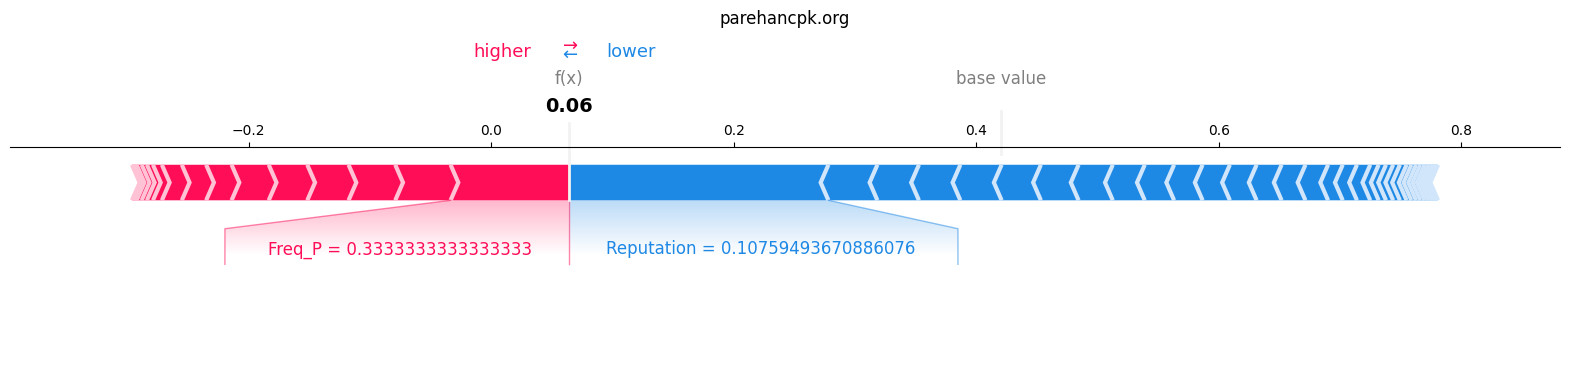 parehancpk.org
higher ⇄ lower
f(x) base value
0.06
−0.2 0.0 0.2 0.4 0.6 0.8
Freq_P = 0.3333333333333333 Reputation = 0.10759493670886076